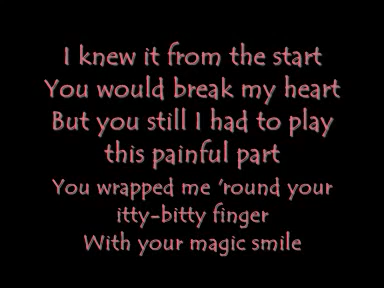 I knew it from the start
You would break my heart
But you still I had to play
this painful part
You wrapped me 'round your
itty-bitty finger
With your magic smile